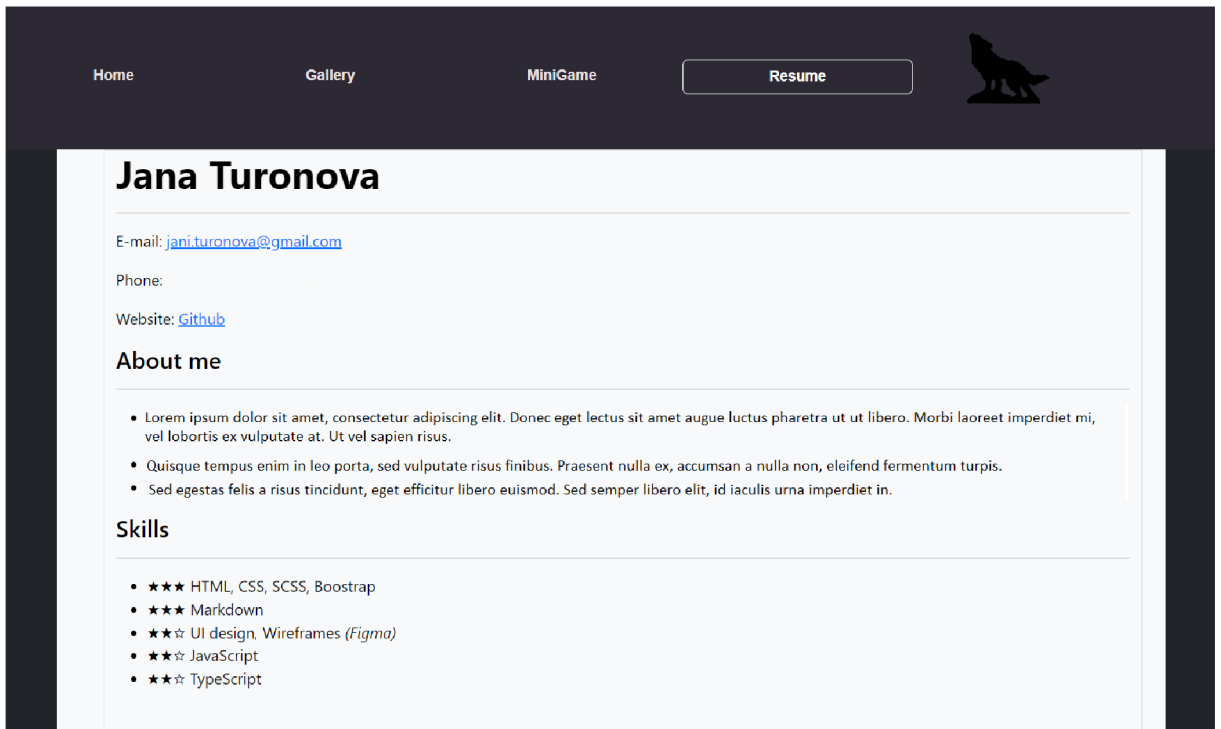 Home Gallery MiniGame Resume
Jana Turonova
E-mail: jani.turonova@gmail.com
Phone:
Website: Github
About me
• Lorem ipsum dolor sit amet, consectetur adipiscing elit. Donec eget lectus sit amet augue luctus pharetra ut ut libero. Morbi laoreet imperdiet mi,
vel lobortis ex vulputate at. Ut vel sapien risus.
• Quisque tempus enim in leo porta, sed vulputate risus finibus. Praesent nulla ex, accumsan a nulla non, eleifend fermentum turpis.
• Sed egestas felis a risus tincidunt, eget efficitur libero euismod. Sed semper libero elit, id iaculis urna imperdiet in.
Skills
• ★★★ HTML, CSS, SCSS, Boostrap
• ★★★ Markdown
• ★★☆ UI design, Wireframes (Figma)
• ★★☆ JavaScript
• ★★☆ TypeScript